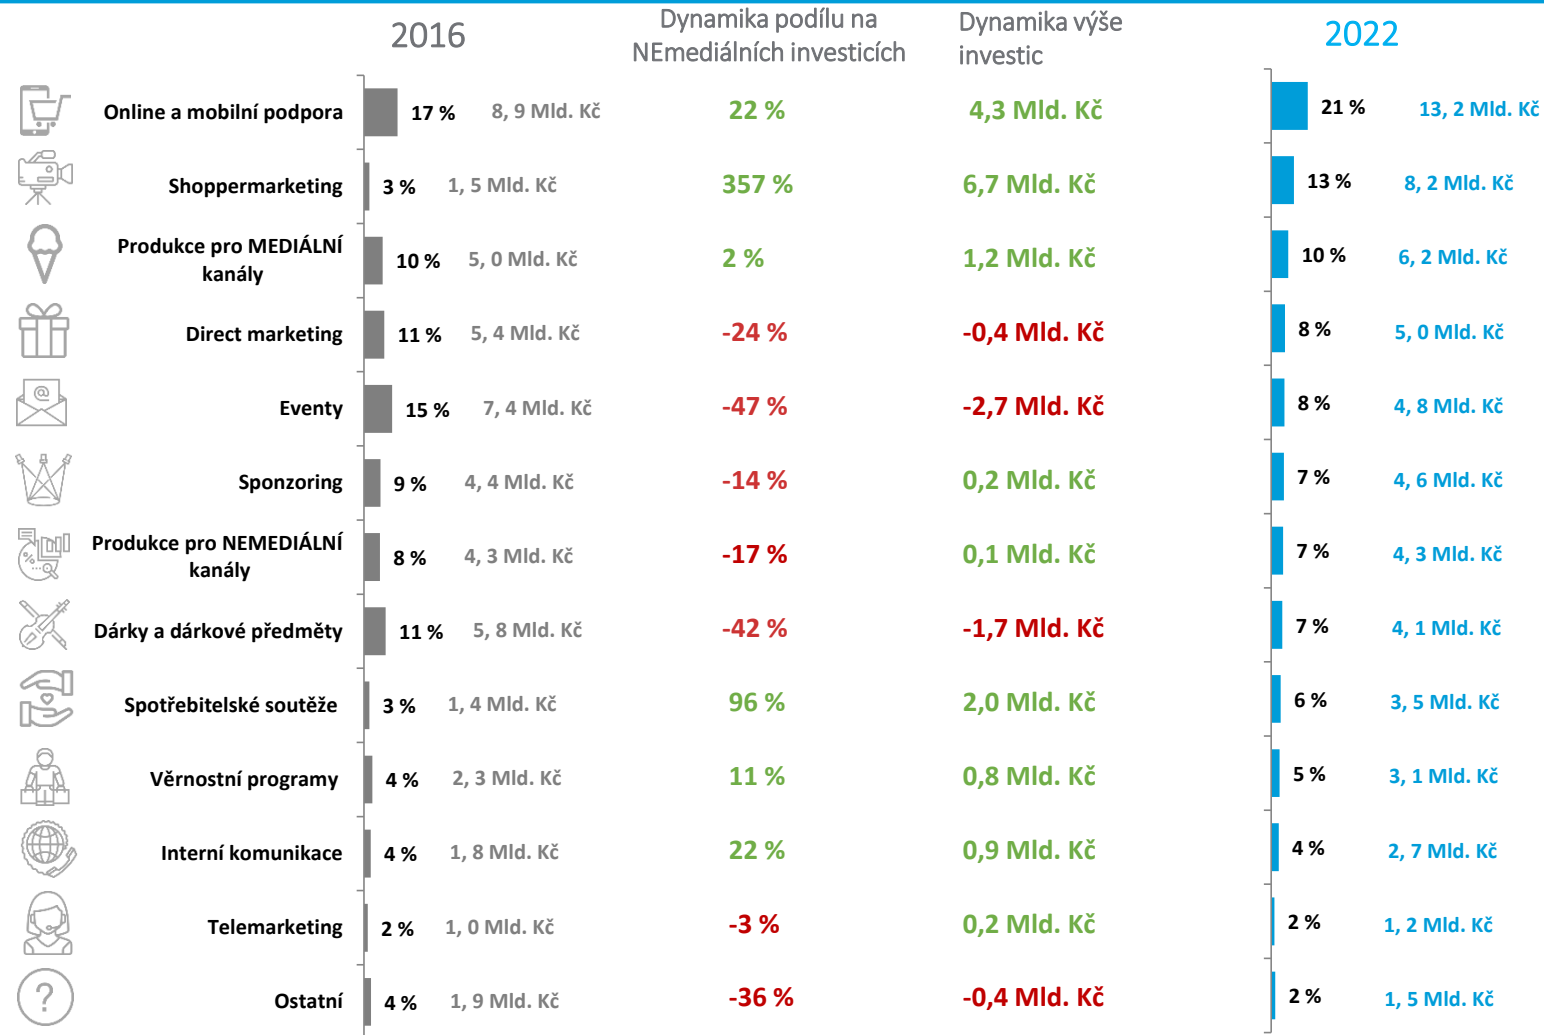 2016
Dynamika podílu na
NEmediálních investicích
Dynamika výše
investic
2022
Online a mobilní podpora 17 % 8, 9 Mld. Kč 22 % 4,3 Mld. Kč 21 % 13, 2 Mld. Kč
Shoppermarketing 3 % 1, 5 Mld. Kč 357 % 6,7 Mld. Kč 13 % 8, 2 Mld. Kč
Produkce pro MEDIÁLNÍ
kanály 10 % 5, 0 Mld. Kč 2 % 1,2 Mld. Kč 10 % 6, 2 Mld. Kč
Direct marketing 11 % 5, 4 Mld. Kč -24 % -0,4 Mld. Kč 8 % 5, 0 Mld. Kč
@
Eventy 15 % 7, 4 Mld. Kč -47 % -2,7 Mld. Kč 8 % 4, 8 Mld. Kč
Sponzoring 9 % 4, 4 Mld. Kč -14 % 0,2 Mld. Kč 7 % 4, 6 Mld. Kč
Produkce pro NEMEDIÁLNÍ
kanály 8 % 4, 3 Mld. Kč -17 % 0,1 Mld. Kč 7 % 4, 3 Mld. Kč
%
Dárky a dárkové předměty 11 % 5, 8 Mld. Kč -42 % -1,7 Mld. Kč 7 % 4, 1 Mld. Kč
Spotřebitelské soutěže 3 % 1, 4 Mld. Kč 96 % 2,0 Mld. Kč 6 % 3, 5 Mld. Kč
Věrnostní programy 4 % 2, 3 Mld. Kč 11 % 0,8 Mld. Kč 5 % 3, 1 Mld. Kč
Interní komunikace 4 % 1, 8 Mld. Kč 22 % 0,9 Mld. Kč 4 % 2, 7 Mld. Kč
Telemarketing 2 % 1, 0 Mld. Kč -3 % 0,2 Mld. Kč 2 % 1, 2 Mld. Kč
?
Ostatní 4 % 1, 9 Mld. Kč -36 % -0,4 Mld. Kč 2 % 1, 5 Mld. Kč